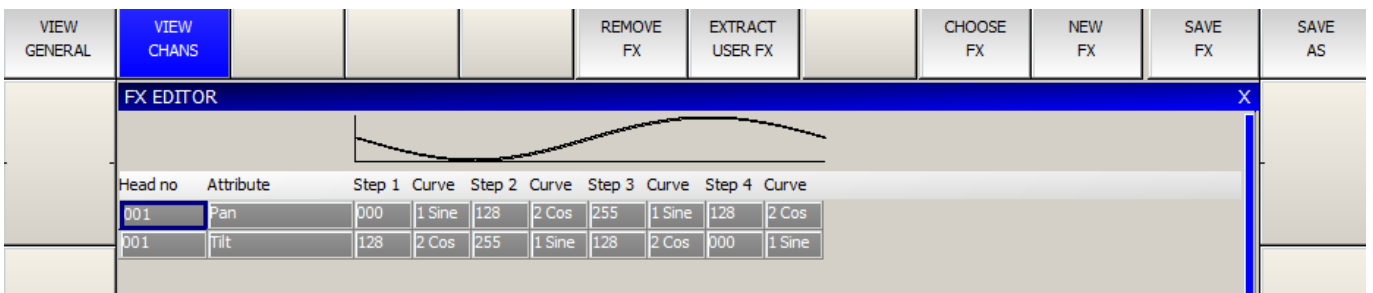 VIEW GENERAL
VIEW CHANS
REMOVE FX
EXTRACT USER FX
CHOOSE FX
NEW FX
SAVE FX
SAVE AS
FX EDITOR X
Head no Attribute Step 1 Curve Step 2 Curve Step 3 Curve Step 4 Curve
001 Pan 000 1 Sine 128 2 Cos 255 1 Sine 128 2 Cos
001 Tilt 128 2 Cos 255 1 Sine 128 2 Cos 000 1 Sine